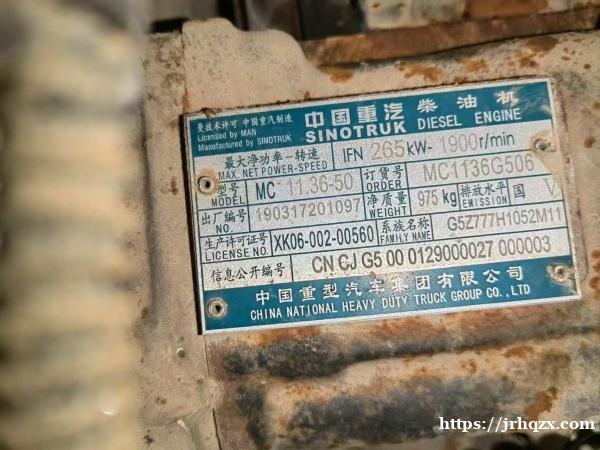 曼技术许可 中国重汽制造 中国重汽 柴油机
Licensed by MAN
Manufactured by SINOTRUK SINOTRUK DIESEL ENGINE
最大净功率-转速 IFN 265kW- 1900r/min
MAX. NET POWER-SPEED
型号 MC 11.36-50 订货号 MC1136G506
MODEL ORDER
出厂编号 190317201097 净质量 975 kg 排放水平 国 V
NO. WEIGHT EMISSION
生产许可证号 XK06-002-00560 系族名称 G5Z777H1052M11
LICENSE NO. FAMILY NAME
信息公开编号 CN CJ G5 00 0129000027 000003
中国重型汽车集团有限公司
CHINA NATIONAL HEAVY DUTY TRUCK GROUP CO., LTD
https://jrhqzx.com